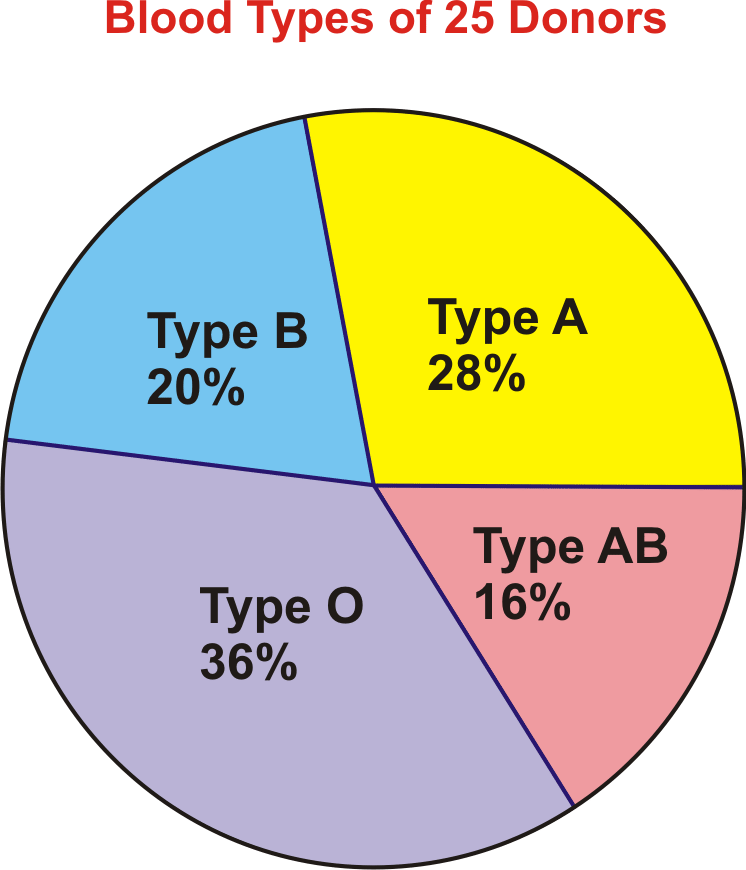 Blood Types of 25 Donors
Type B
20%
Type A
28%
Type AB
16%
Type O
36%